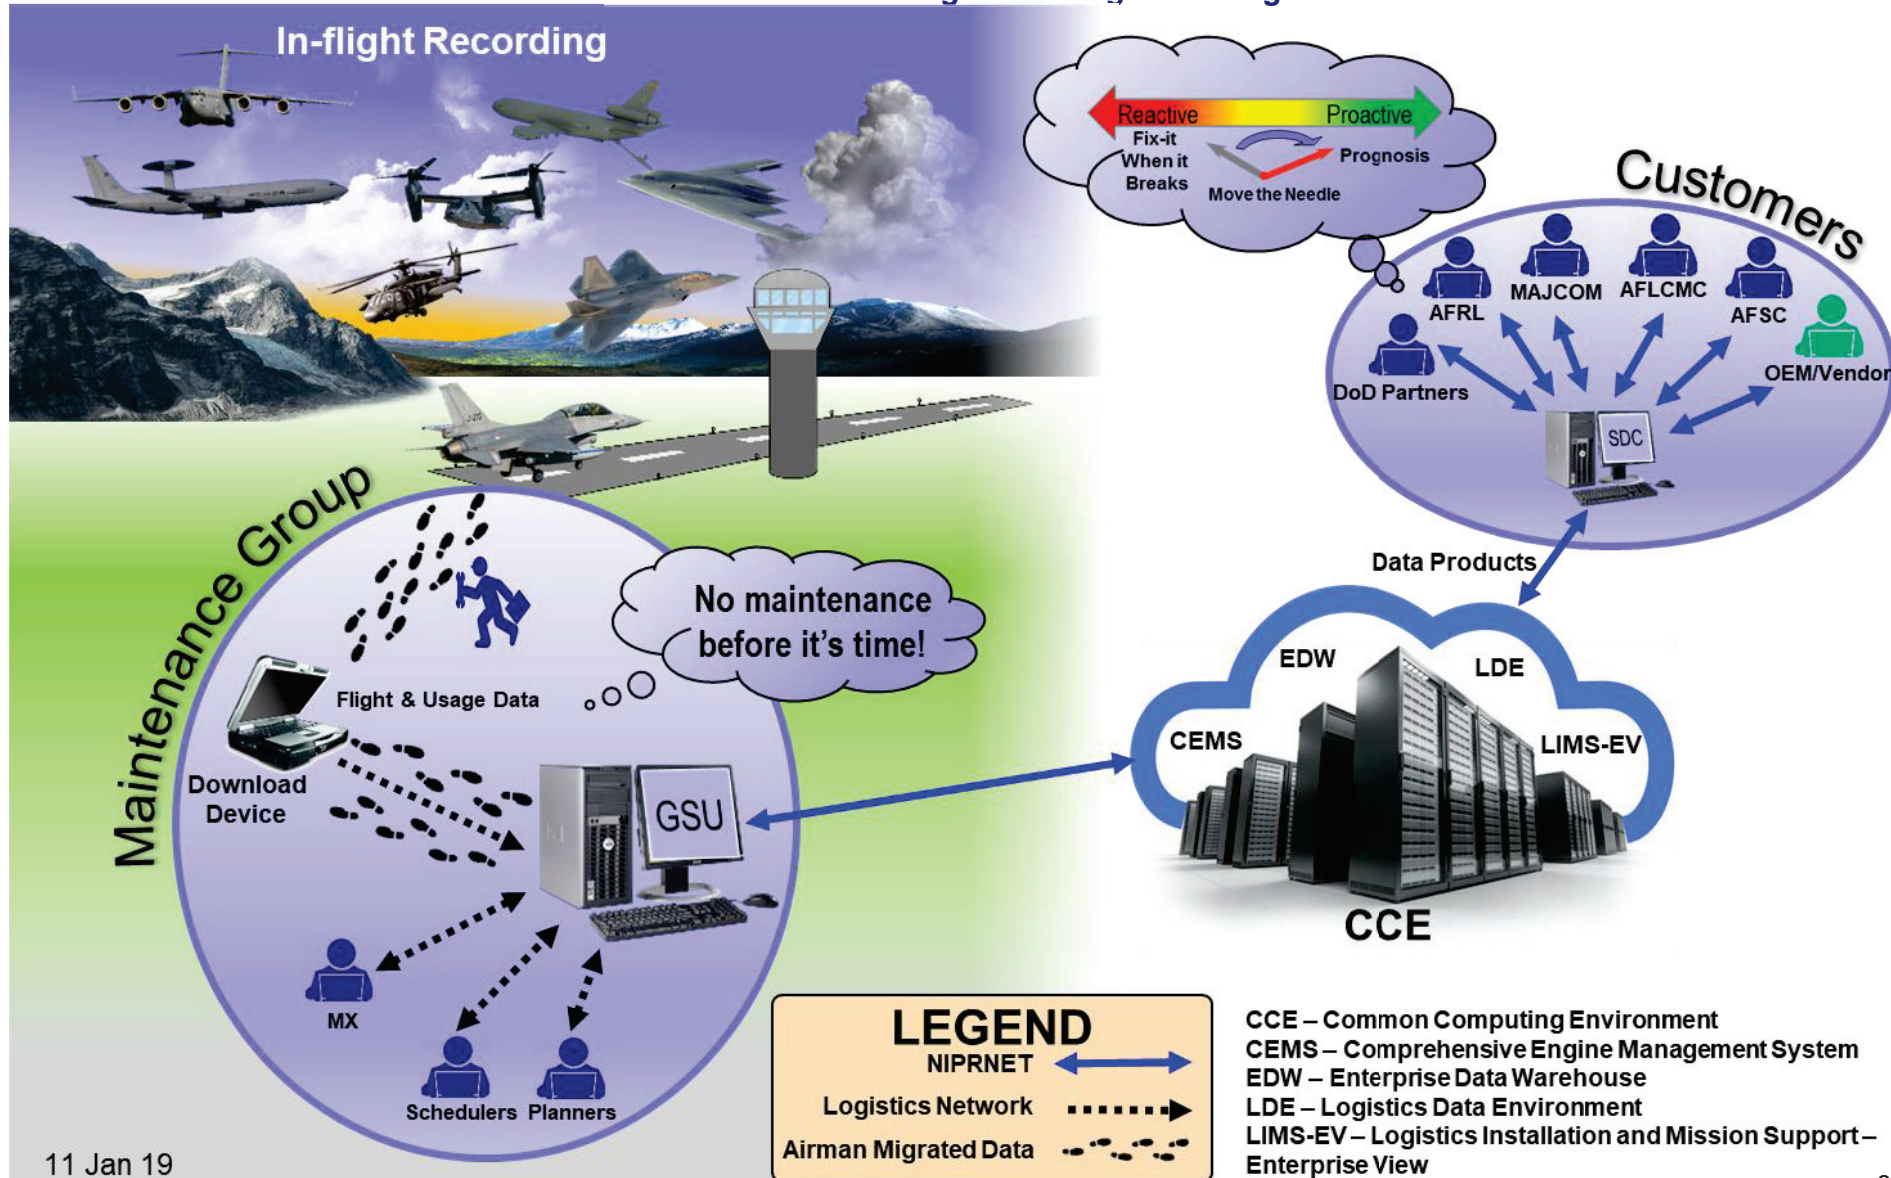 In-flight Recording
Reactive
Proactive
Fix-it
When it
Breaks
Prognosis
Move the Needle
Customers
AFRL
MAJCOM
AFLCMC
AFSC
DoD Partners
OEM/Vendor
SDC
Data Products
Maintenance Group
No maintenance
before it's time!
Flight & Usage Data
Download
Device
GSU
MX
Schedulers
Planners
EDW
LDE
CEMS
LIMS-EV
CCE
LEGEND
NIPRNET
Logistics Network
Airman Migrated Data
CCE – Common Computing Environment
CEMS – Comprehensive Engine Management System
EDW – Enterprise Data Warehouse
LDE – Logistics Data Environment
LIMS-EV – Logistics Installation and Mission Support –
Enterprise View
11 Jan 19